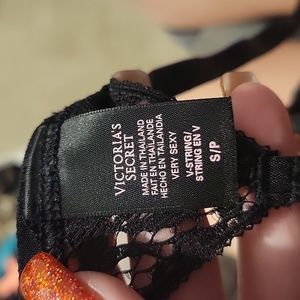 VICTORIA'S
SECRET
MADE IN THAILAND
FAIT EN THAÏLANDE
HECHO EN TAILANDIA
VERY SEXY
V-STRING/
STRING EN V
S/P